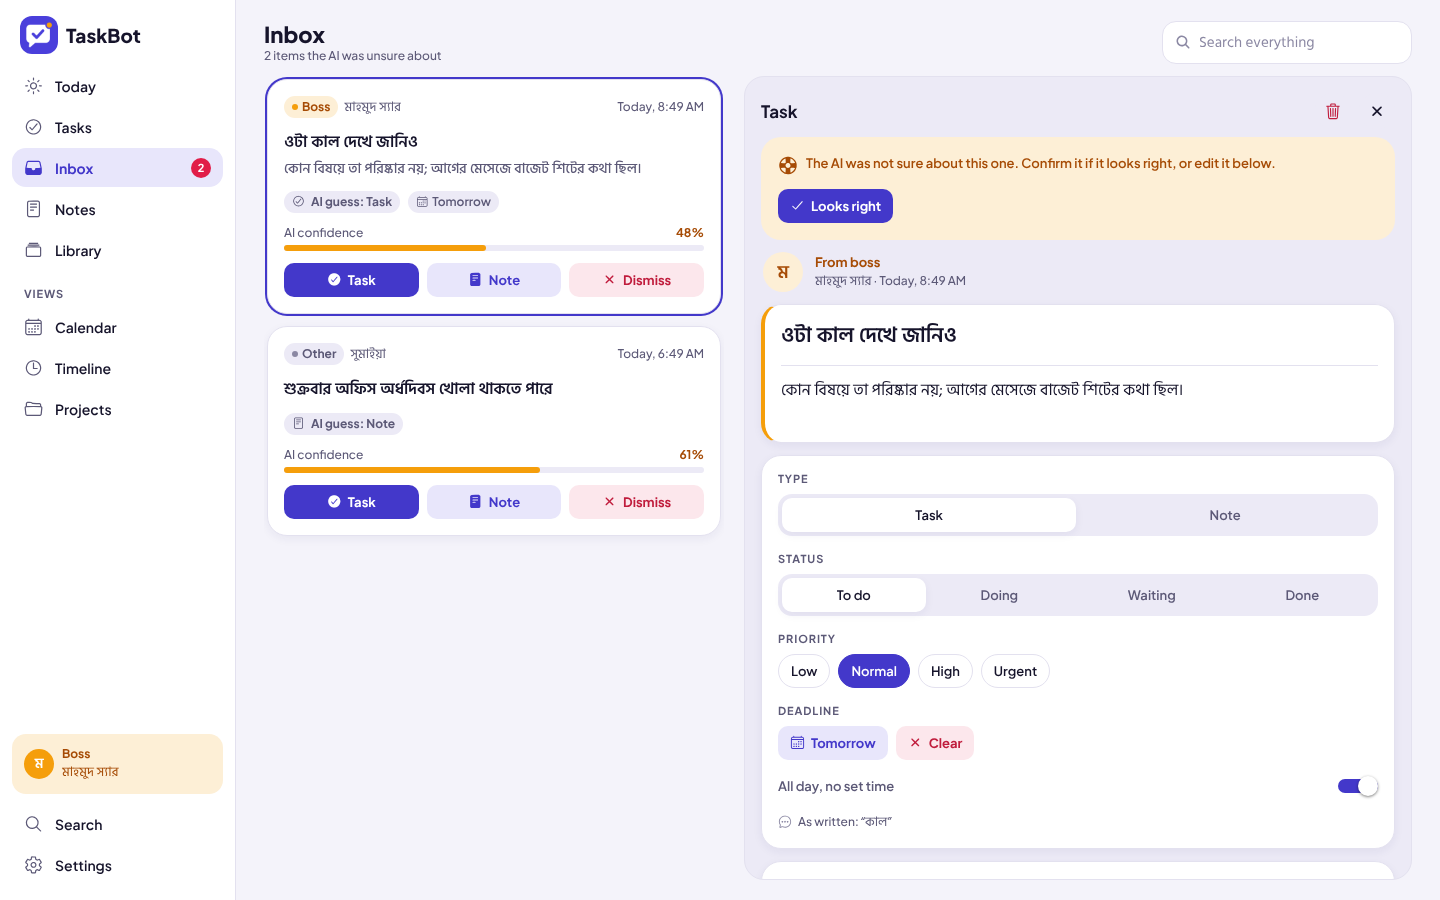 TaskBot
Today
Tasks
Inbox 2
Notes
Library
VIEWS
Calendar
Timeline
Projects
ম
Boss
মাহমুদ স্যার
Search
Settings
Inbox
2 items the AI was unsure about
Search everything
Boss মাহমুদ স্যার Today, 8:49 AM
ওটা কাল দেখে জানিও
কোন বিষয়ে তা পরিষ্কার নয়; আগের মেসেজে বাজেট শিটের কথা ছিল।
AI guess: Task Tomorrow
AI confidence 48%
Task Note Dismiss
Other সুমাইয়া Today, 6:49 AM
শুক্রবার অফিস অর্ধদিবস খোলা থাকতে পারে
AI guess: Note
AI confidence 61%
Task Note Dismiss
Task
The AI was not sure about this one. Confirm it if it looks right, or edit it below.
Looks right
ম
From boss
মাহমুদ স্যার · Today, 8:49 AM
ওটা কাল দেখে জানিও
কোন বিষয়ে তা পরিষ্কার নয়; আগের মেসেজে বাজেট শিটের কথা ছিল।
TYPE
Task Note
STATUS
To do Doing Waiting Done
PRIORITY
Low Normal High Urgent
DEADLINE
Tomorrow Clear
All day, no set time
As written: “কাল”